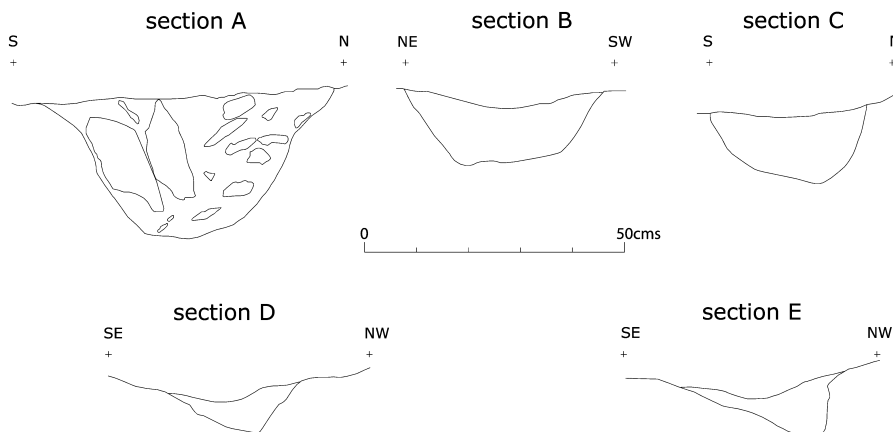 section A
section B
section C
S
N
NE
SW
S
0
50cms
section D
section E
SE
NW
SE
NW